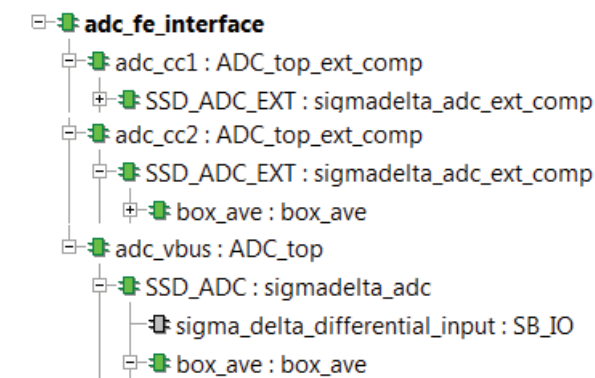 adc_fe_interface
adc_cc1 : ADC_top_ext_comp
SSD_ADC_EXT : sigmadelta_adc_ext_comp
adc_cc2 : ADC_top_ext_comp
SSD_ADC_EXT : sigmadelta_adc_ext_comp
box_ave : box_ave
adc_vbus : ADC_top
SSD_ADC : sigmadelta_adc
sigma_delta_differential_input : SB_IO
box_ave : box_ave